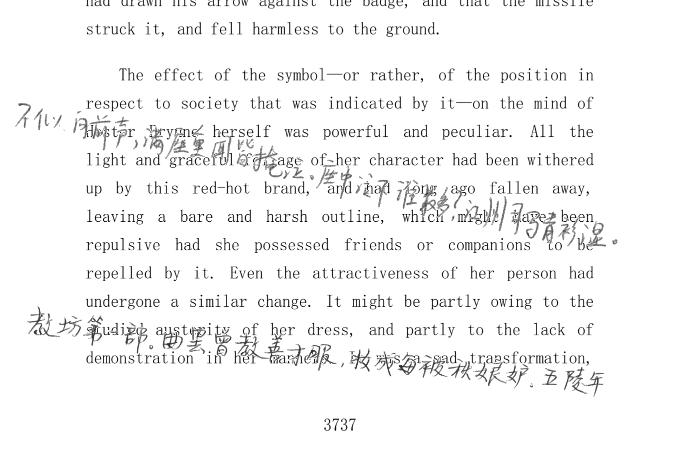 had drawn his arrow against the badge, and that the missile
struck it, and fell harmless to the ground.
The effect of the symbol—or rather, of the position in
respect to society that was indicated by it—on the mind of
Hester Prynne herself was powerful and peculiar. All the
light and graceful foliage of her character had been withered
up by this red-hot brand, and had long ago fallen away,
leaving a bare and harsh outline, which might have been
repulsive had she possessed friends or companions to be
repelled by it. Even the attractiveness of her person had
undergone a similar change. It might be partly owing to the
studied austerity of her dress, and partly to the lack of
demonstration in her manners. It was a sad transformation,
不似向前声，满座重闻皆掩泣。座中泣下谁最多？江州司马青衫湿。
教坊第一部。曲罢曾教善才服，妆成每被秋娘妒。五陵年
3737